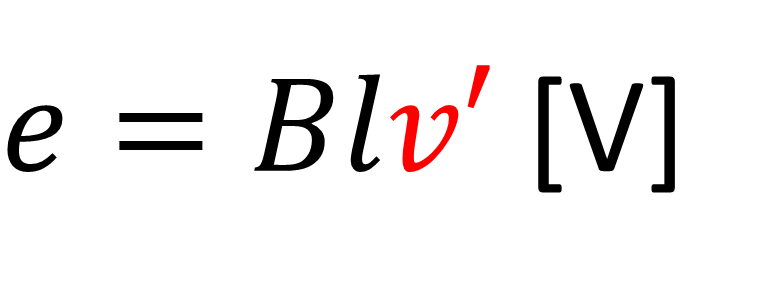 e = Blv′ [V]